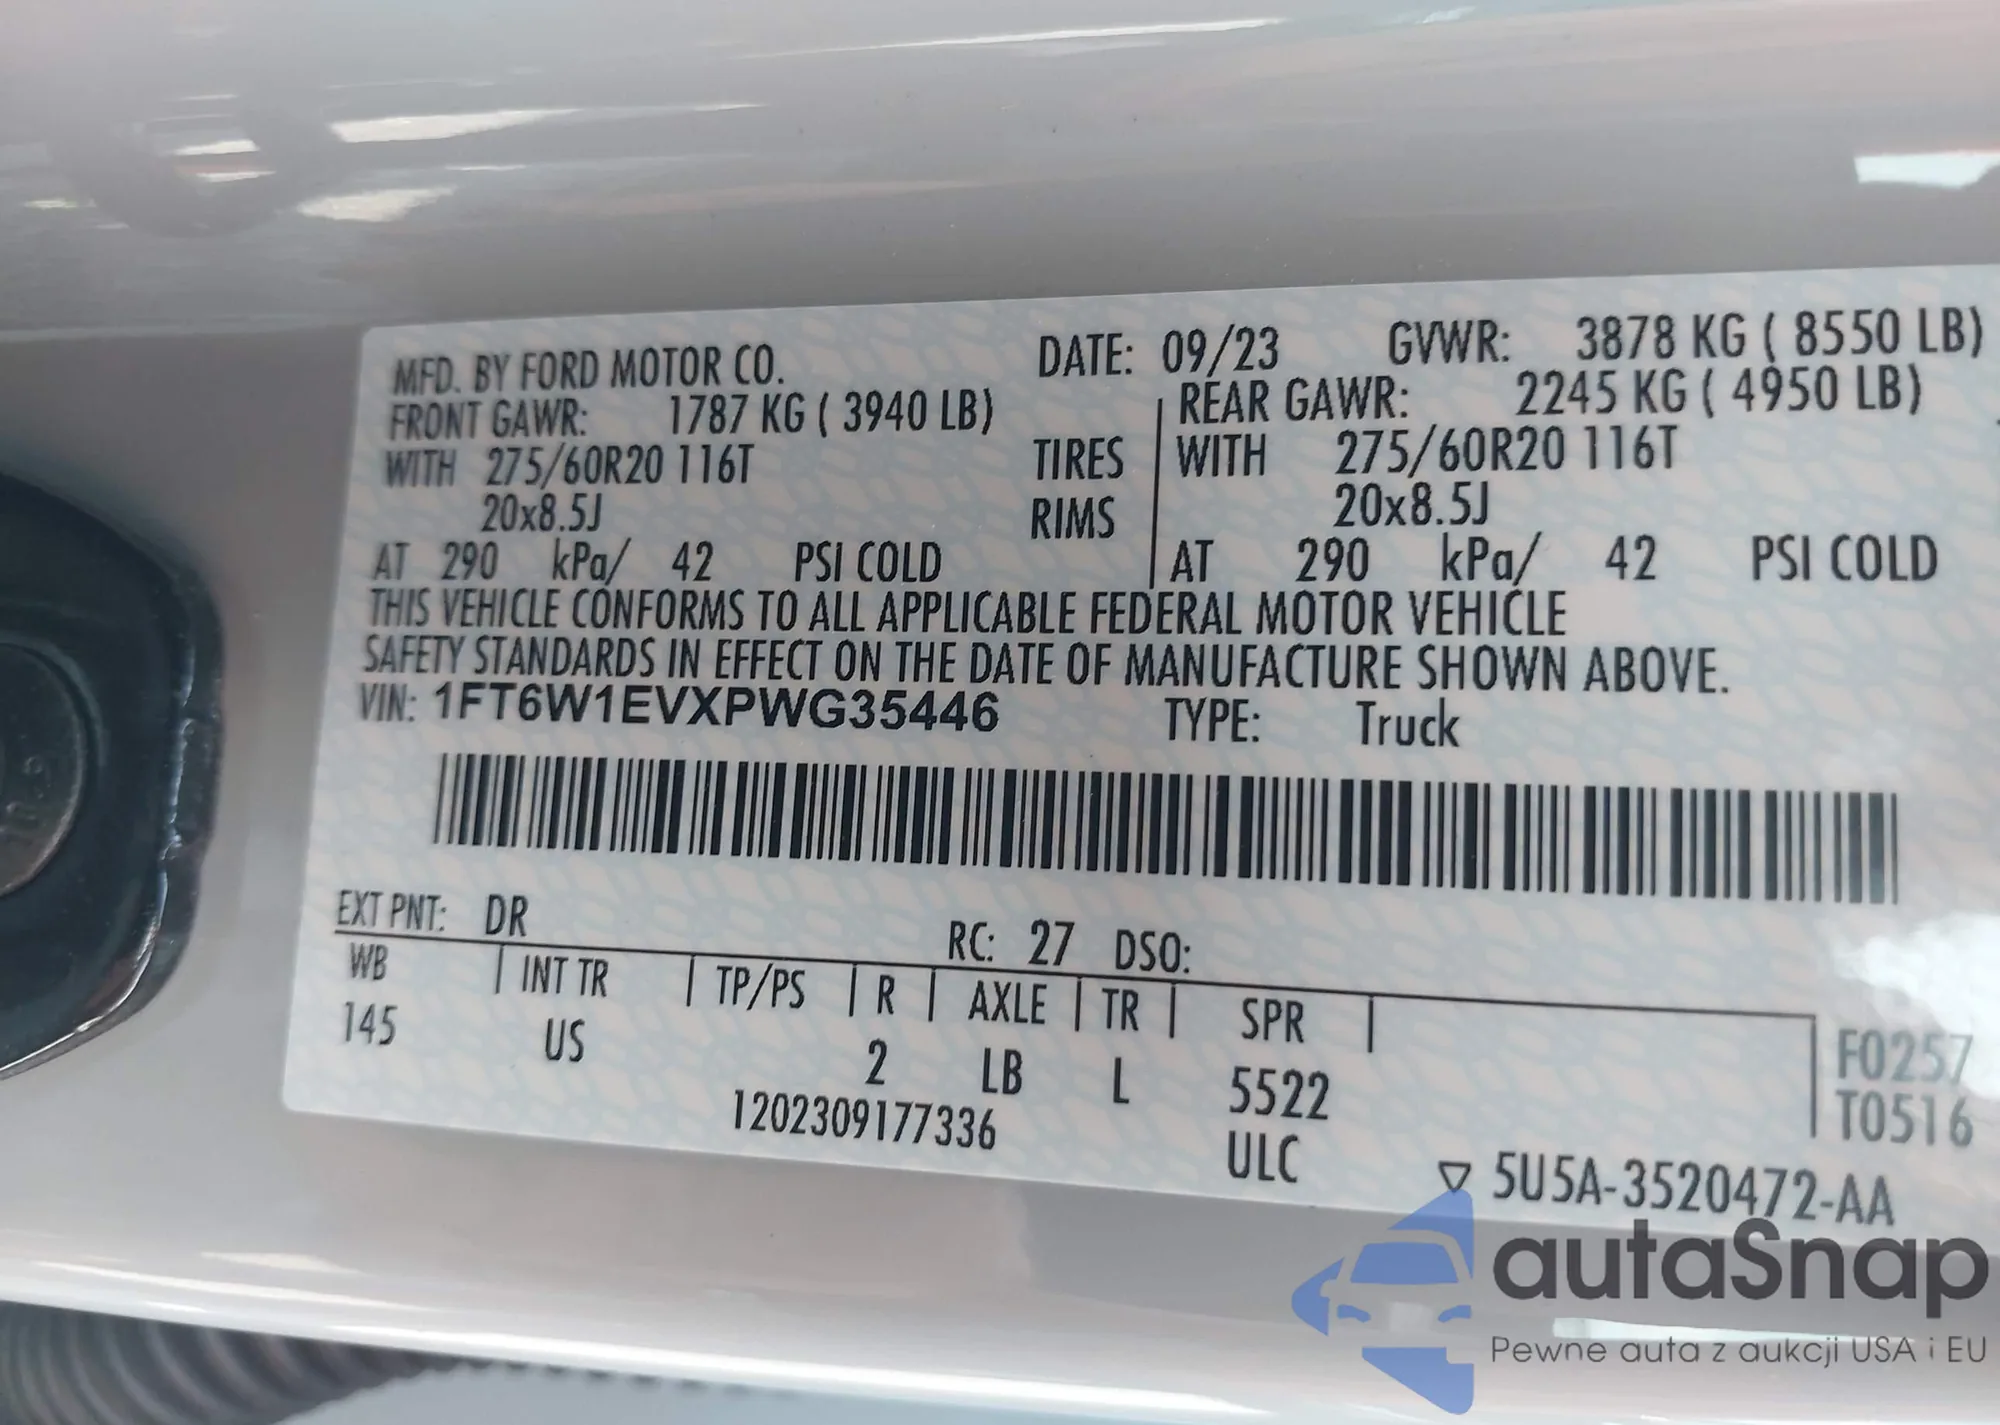 MFD. BY FORD MOTOR CO. DATE: 09/23 GVWR: 3878 KG ( 8550 LB)
FRONT GAWR: 1787 KG ( 3940 LB) REAR GAWR: 2245 KG ( 4950 LB)
WITH 275/60R20 116T TIRES WITH 275/60R20 116T
20x8.5J RIMS 20x8.5J
AT 290 kPa/ 42 PSI COLD AT 290 kPa/ 42 PSI COLD
THIS VEHICLE CONFORMS TO ALL APPLICABLE FEDERAL MOTOR VEHICLE
SAFETY STANDARDS IN EFFECT ON THE DATE OF MANUFACTURE SHOWN ABOVE.
VIN: 1FT6W1EVXPWG35446 TYPE: Truck
EXT PNT: DR RC: 27 DSO:
WB INT TR TP/PS R AXLE TR SPR F0257
145 US 2 LB L 5522 T0516
1202309177336 ULC
5U5A-3520472-AA
autaSnap
Pewne auta z aukcji USA i EU